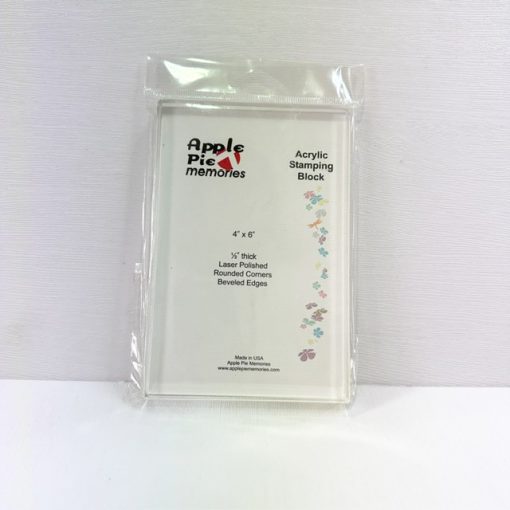 Apple
Pie
memories
Acrylic
Stamping
Block
4" x 6"
½" thick
Laser Polished
Rounded Corners
Beveled Edges
Made in USA
Apple Pie Memories
www.applepiememories.com